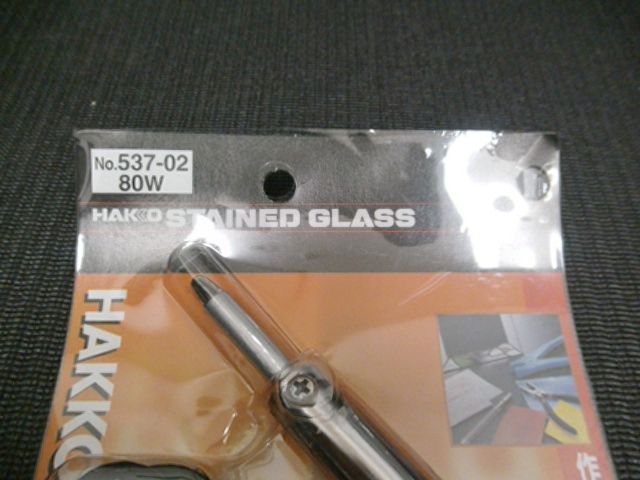 No.537-02
80W
HAKKO STAINED GLASS
HAKKO
作